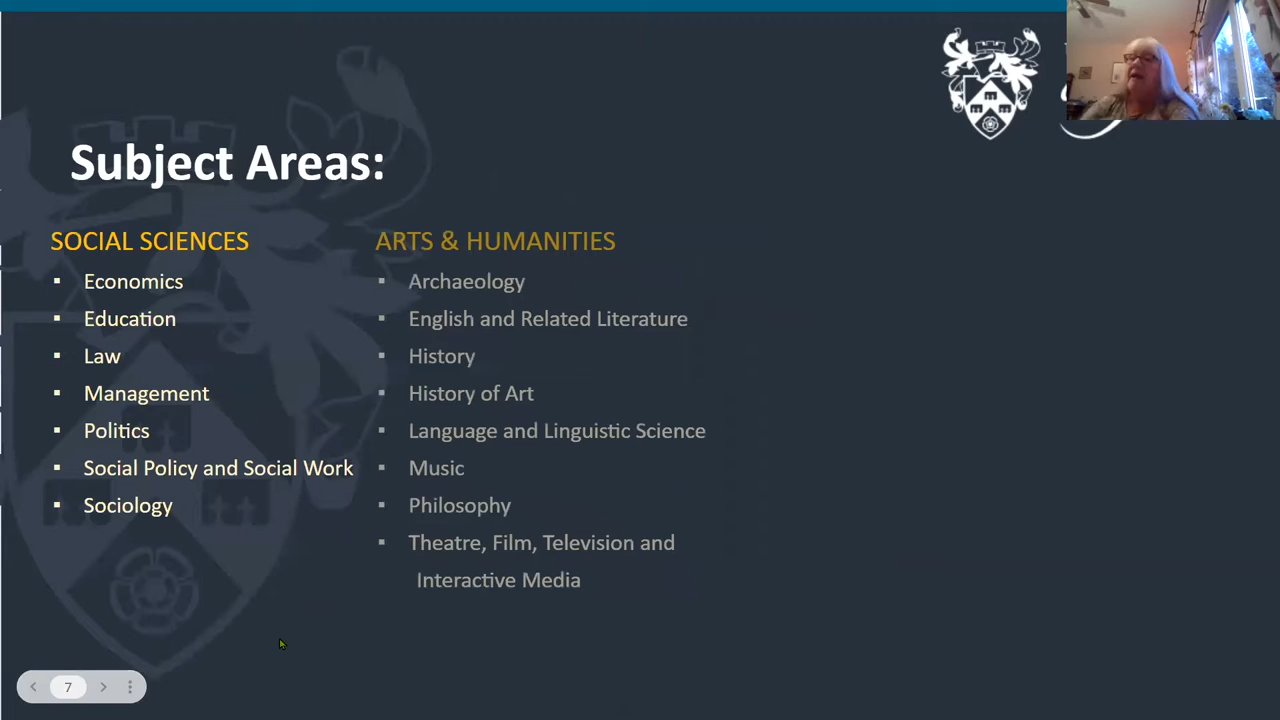 Subject Areas:
SOCIAL SCIENCES
▪ Economics
▪ Education
▪ Law
▪ Management
▪ Politics
▪ Social Policy and Social Work
▪ Sociology
ARTS & HUMANITIES
▪ Archaeology
▪ English and Related Literature
▪ History
▪ History of Art
▪ Language and Linguistic Science
▪ Music
▪ Philosophy
▪ Theatre, Film, Television and
Interactive Media
7